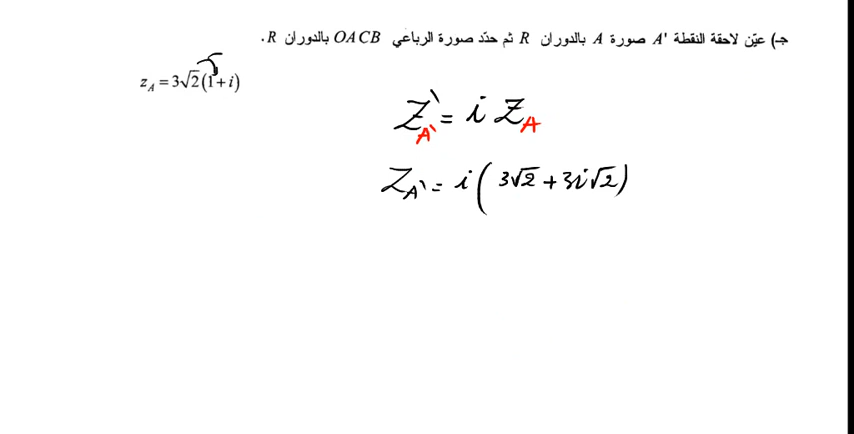 جـ) عيّن لاحقة النقطة A' صورة A بالدوران R ثم حدّد صورة الرباعي OACB بالدوران R .
z_A = 3√2(1+i)
Z'_A' = i Z_A
Z_A' = i(3√2 + 3i√2)